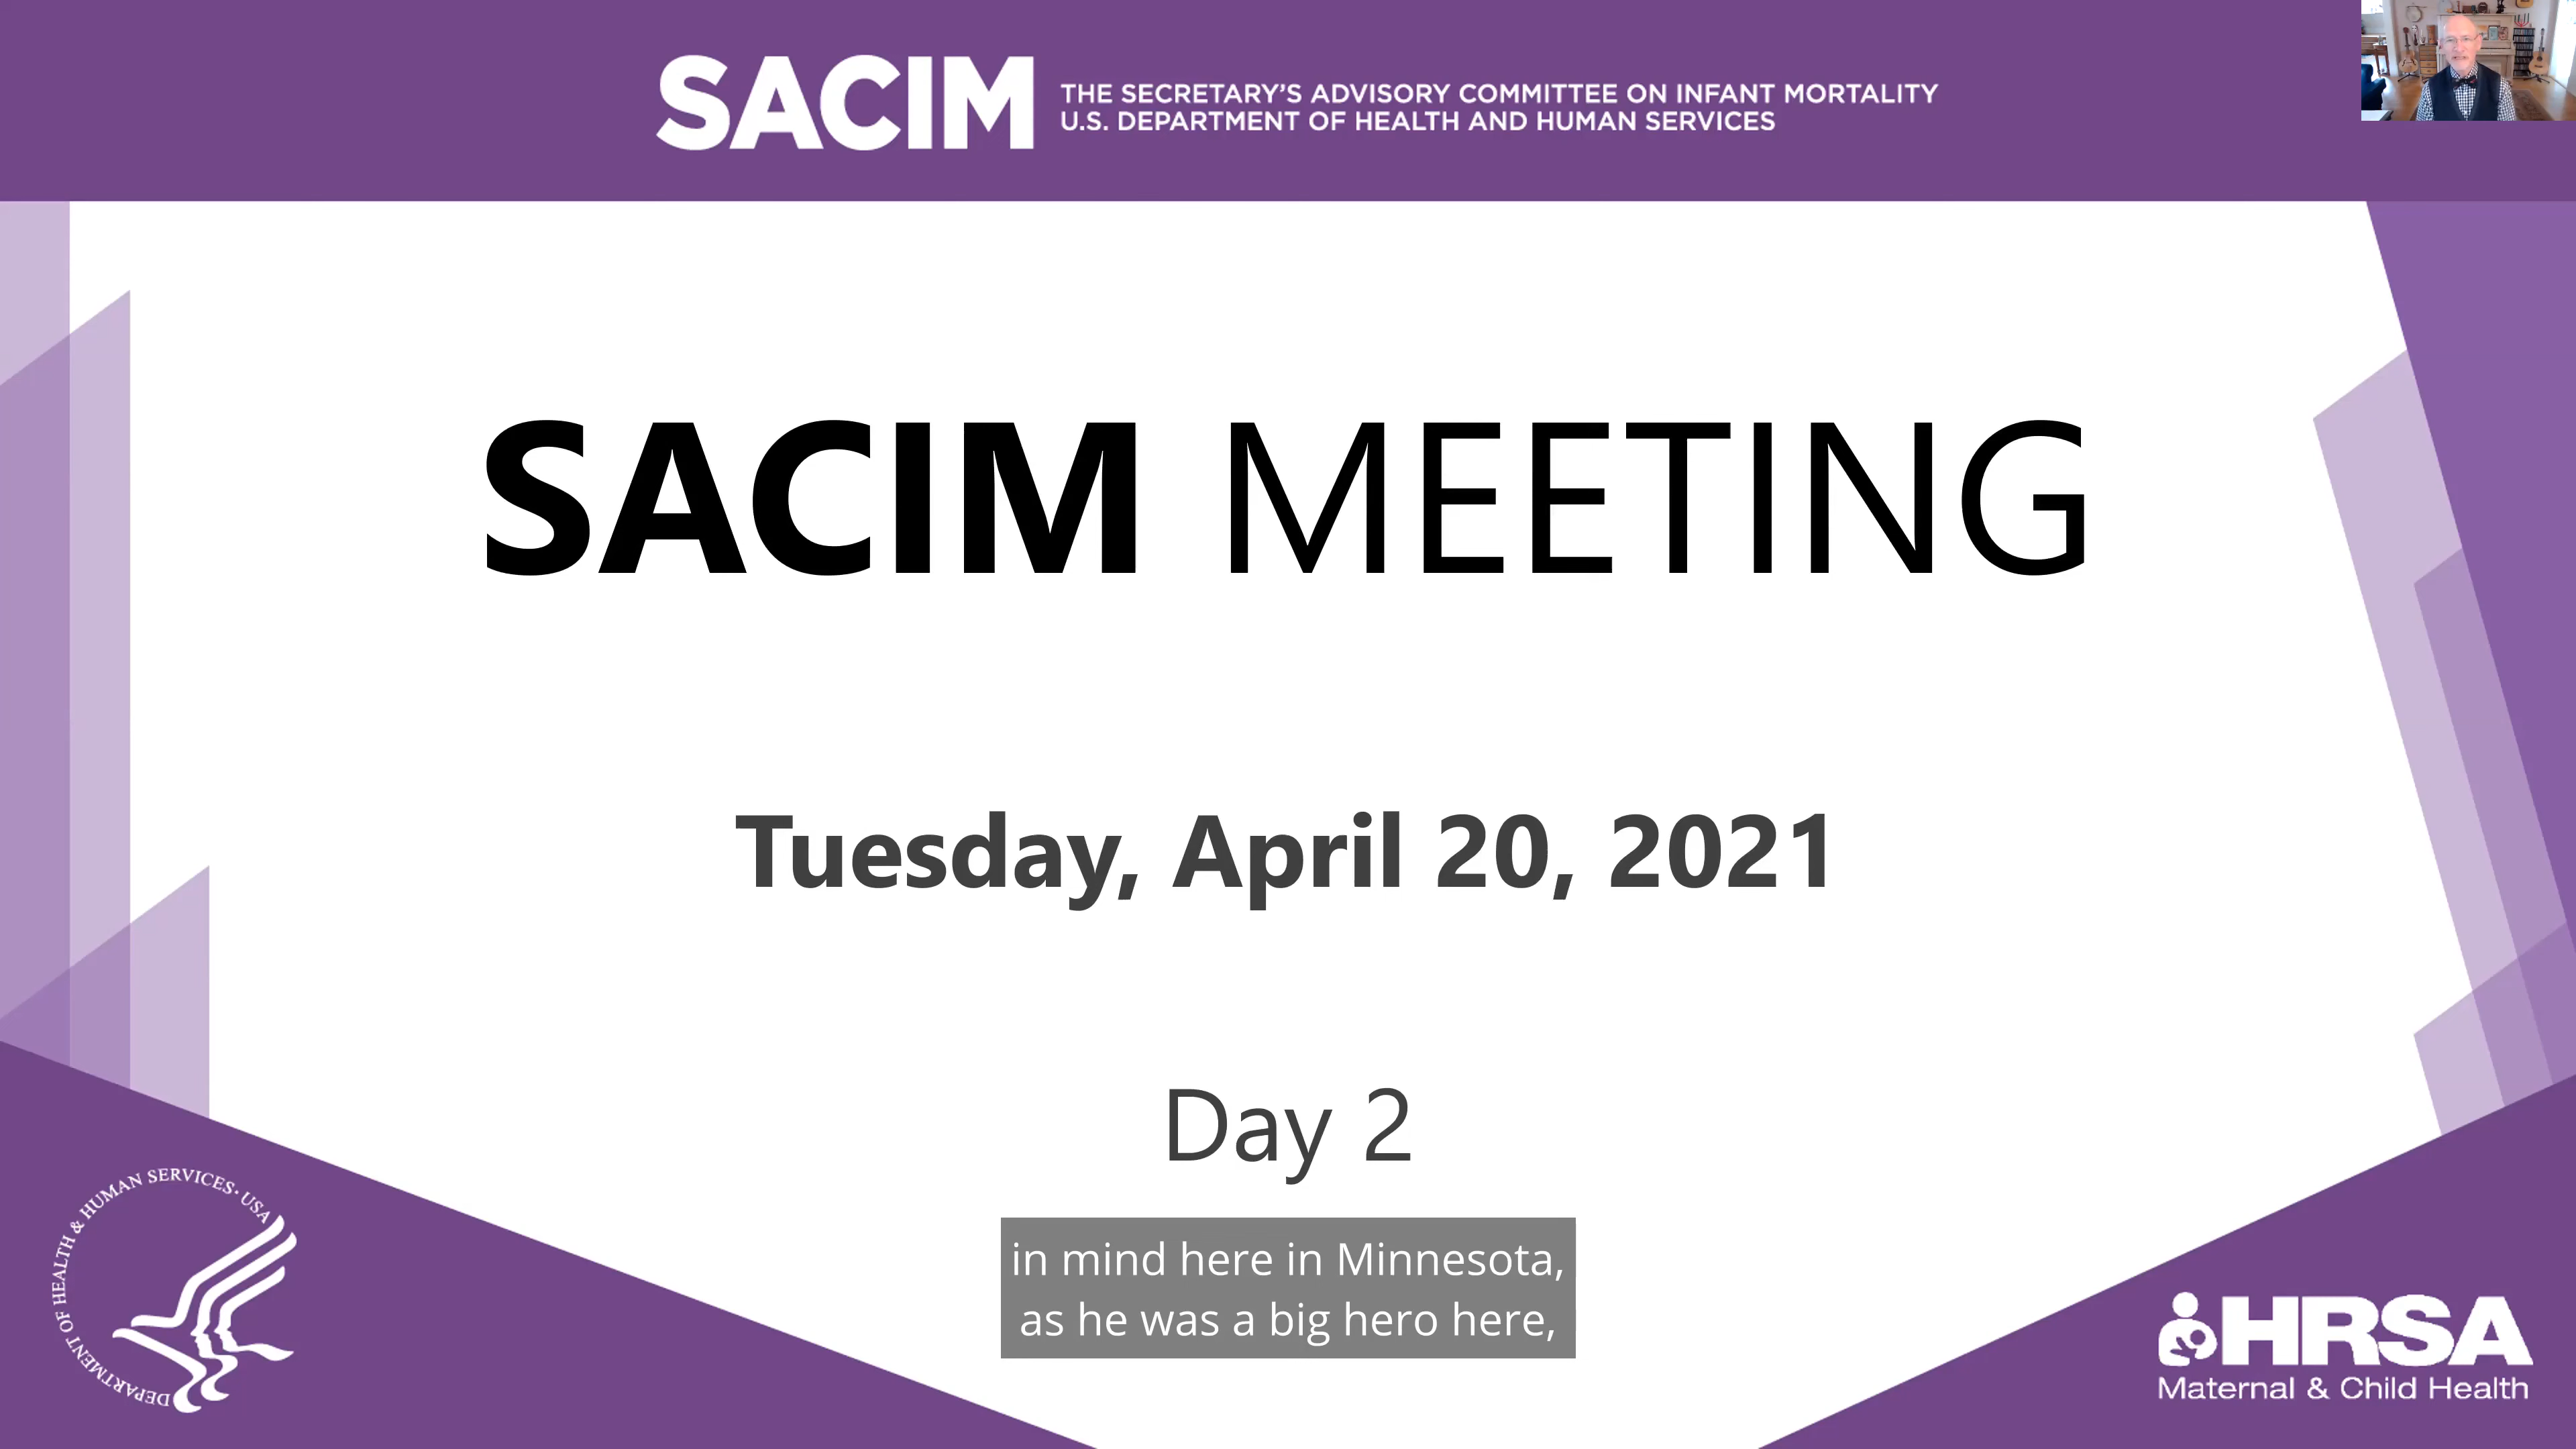 SACIM
THE SECRETARY'S ADVISORY COMMITTEE ON INFANT MORTALITY
U.S. DEPARTMENT OF HEALTH AND HUMAN SERVICES
SACIM MEETING
Tuesday, April 20, 2021
Day 2
in mind here in Minnesota,
as he was a big hero here,
DEPARTMENT OF HEALTH & HUMAN SERVICES · USA
HRSA
Maternal & Child Health